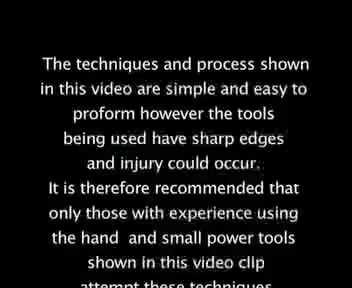 The techniques and process shown
in this video are simple and easy to
proform however the tools
being used have sharp edges
and injury could occur.
It is therefore recommended that
only those with experience using
the hand and small power tools
shown in this video clip
attempt these techniques